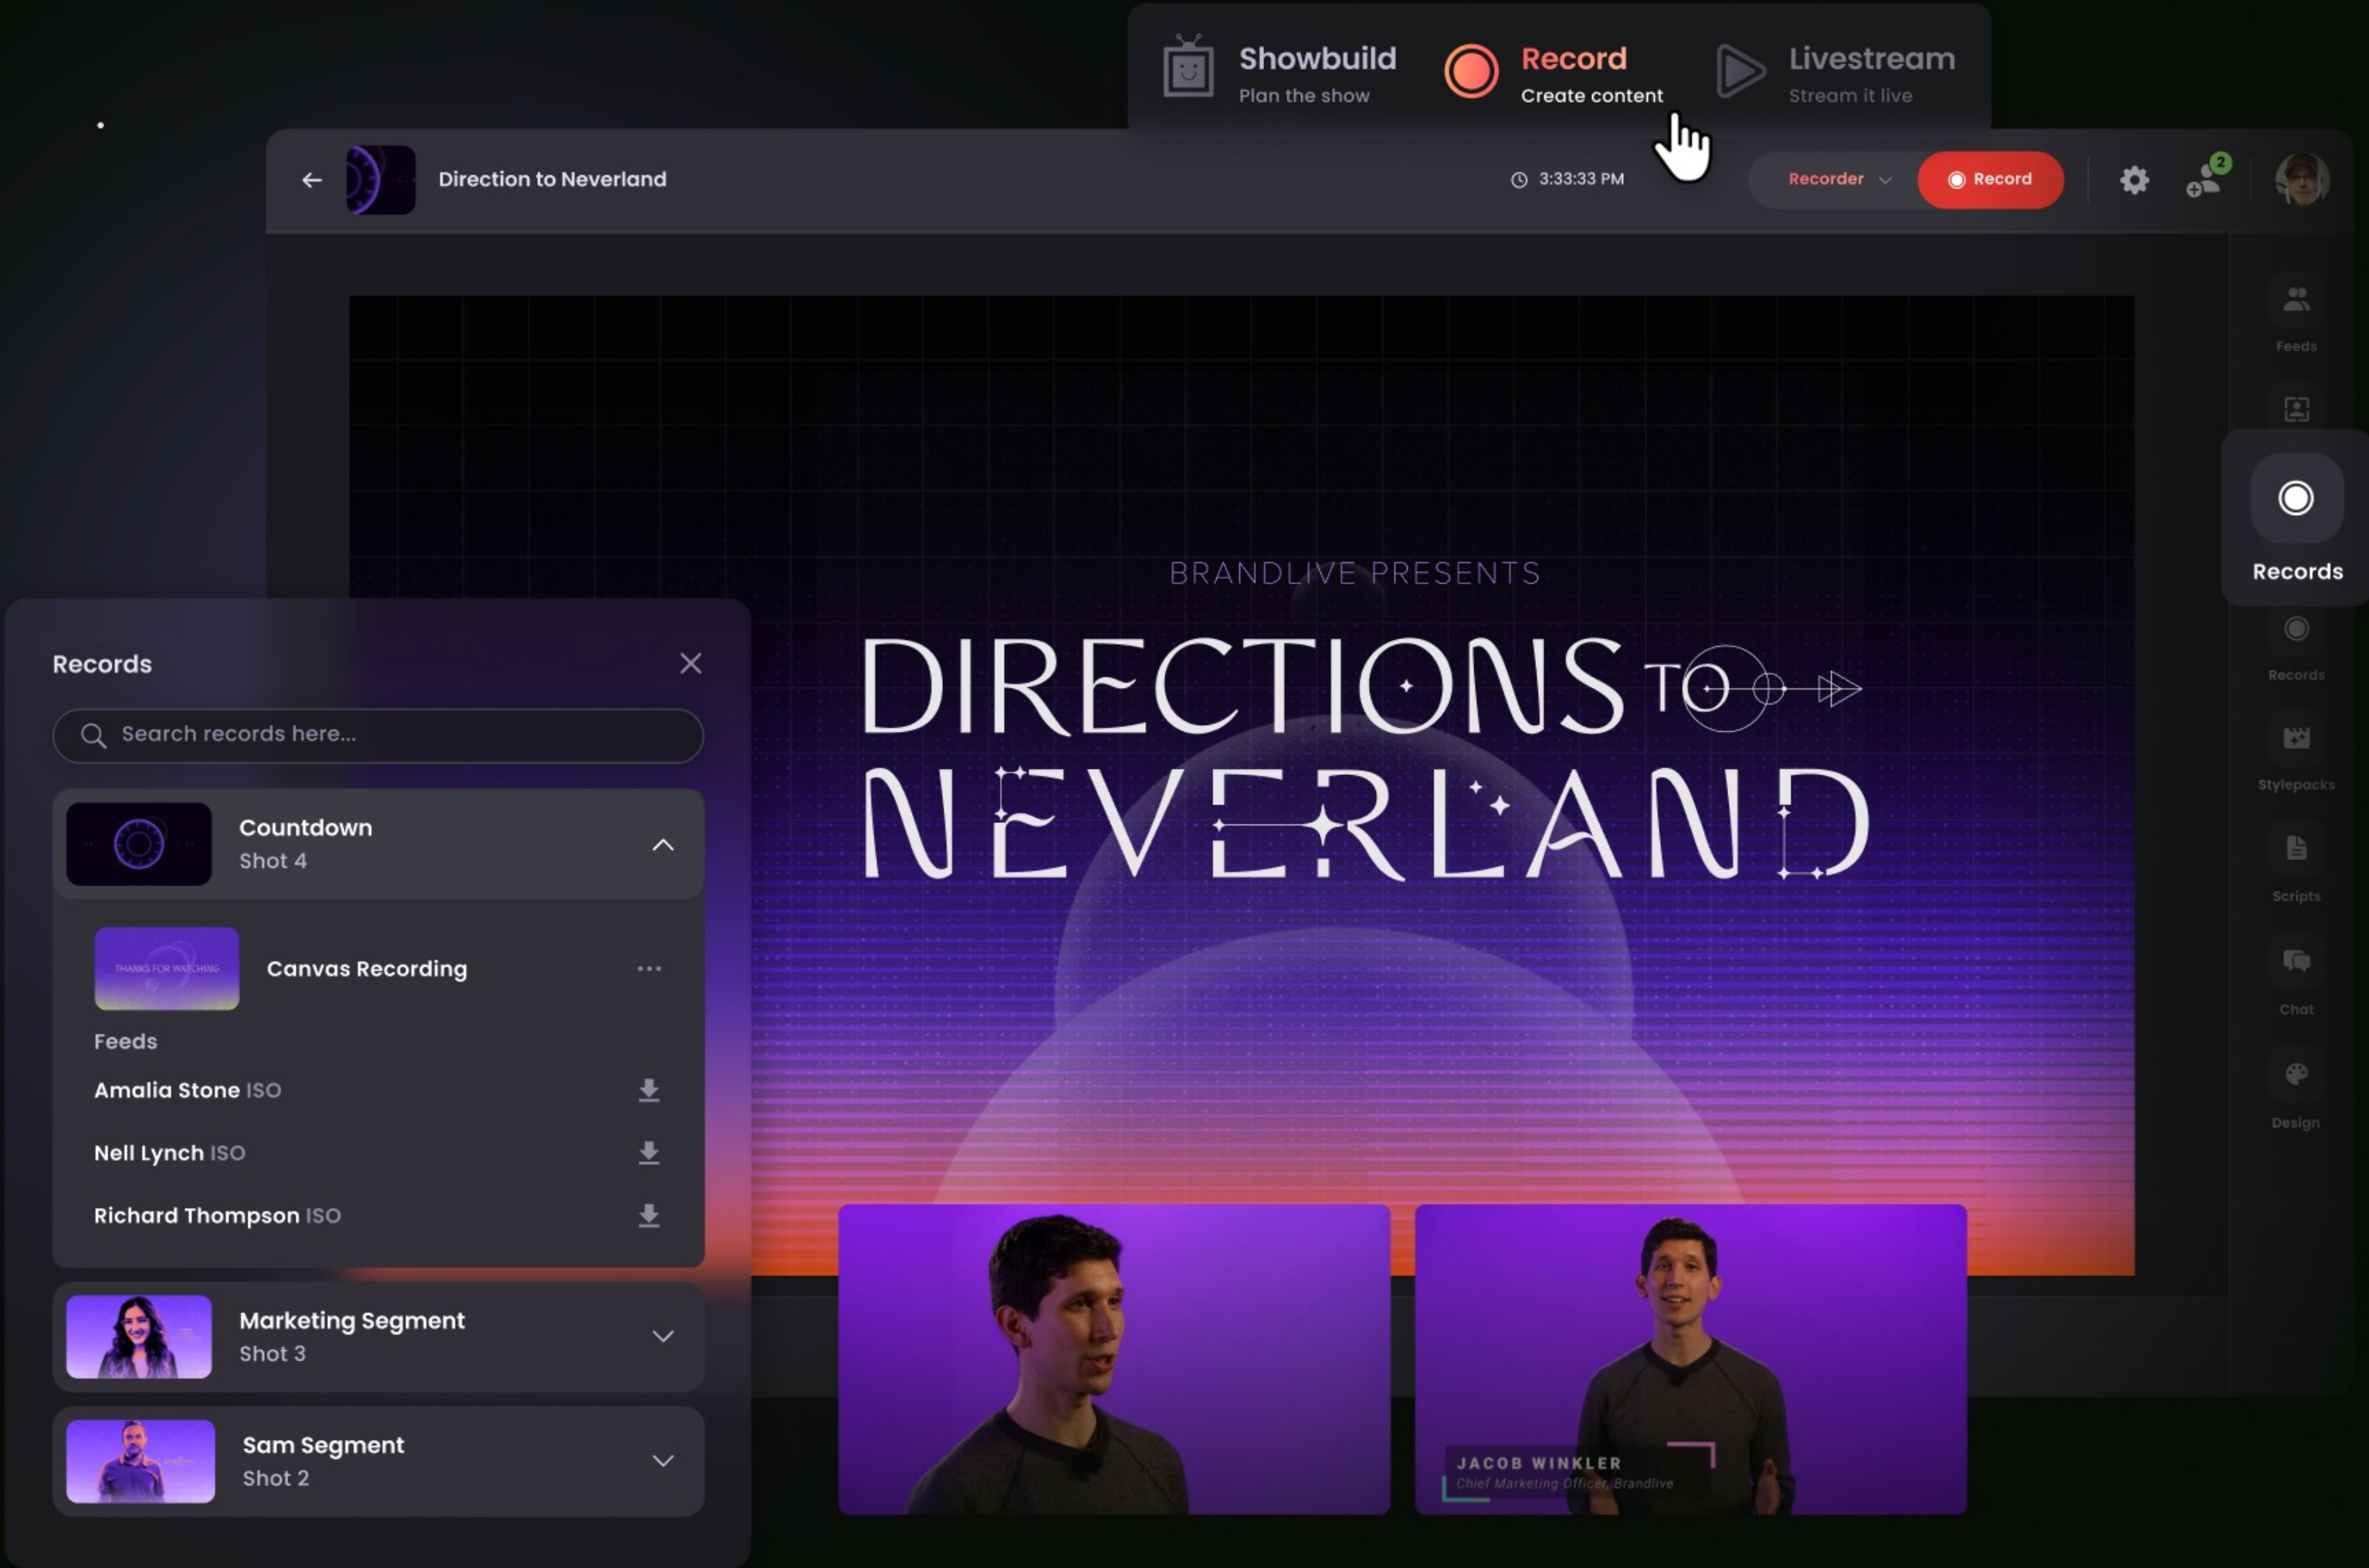 Showbuild
Plan the show
Record
Create content
Livestream
Stream it live
Direction to Neverland
3:33:33 PM
Recorder
Record
2
Feeds
Records
Records
Stylepacks
Scripts
Chat
Design
BRANDLIVE PRESENTS
DIRECTIONS TO
NEVERLAND
Records
Search records here...
Countdown
Shot 4
THANKS FOR WATCHING
Canvas Recording
Feeds
Amalia Stone ISO
Nell Lynch ISO
Richard Thompson ISO
Marketing Segment
Shot 3
Sam Segment
Shot 2
JACOB WINKLER
Chief Marketing Officer, Brandlive